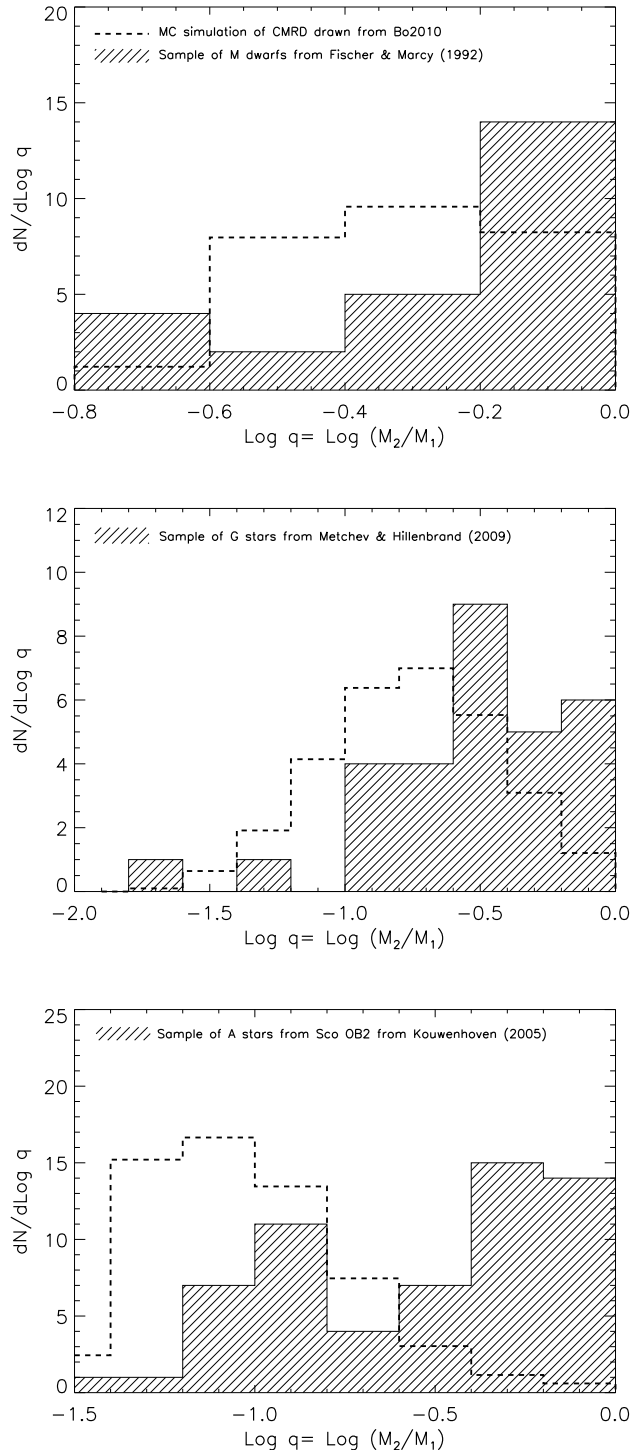 MC simulation of CMRD drawn from Bo2010
Sample of M dwarfs from Fischer & Marcy (1992)
dN/dLog q
20
15
10
5
0
−0.8 −0.6 −0.4 −0.2 0.0
Log q= Log (M₂/M₁)
Sample of G stars from Metchev & Hillenbrand (2009)
dN/dLog q
12
10
8
6
4
2
0
−2.0 −1.5 −1.0 −0.5 0.0
Log q= Log (M₂/M₁)
Sample of A stars from Sco OB2 from Kouwenhoven (2005)
dN/dLog q
25
20
15
10
5
0
−1.5 −1.0 −0.5 0.0
Log q= Log (M₂/M₁)